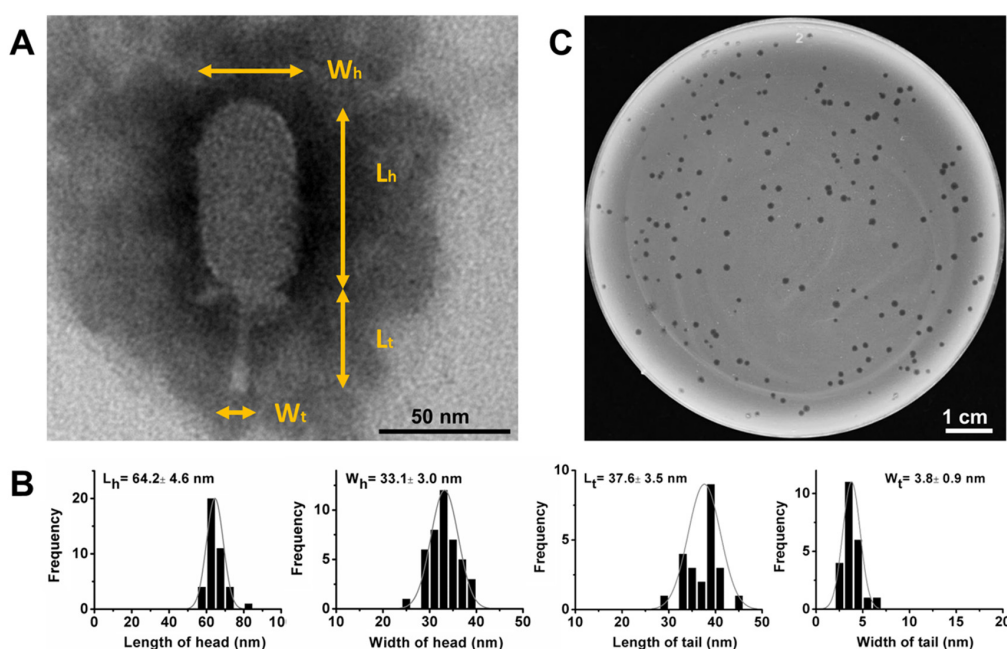 A
Wh
Lh
Lt
Wt
50 nm
C
2
1 cm
B
Lh= 64.2± 4.6 nm
Frequency
20
10
0
0 20 40 60 80 100
Length of head (nm)
Wh= 33.1± 3.0 nm
Frequency
10
5
0
10 20 30 40 50
Width of head (nm)
Lt= 37.6± 3.5 nm
Frequency
10
5
0
10 20 30 40 50
Length of tail (nm)
Wt= 3.8± 0.9 nm
Frequency
10
5
0
0 5 10 15 20
Width of tail (nm)